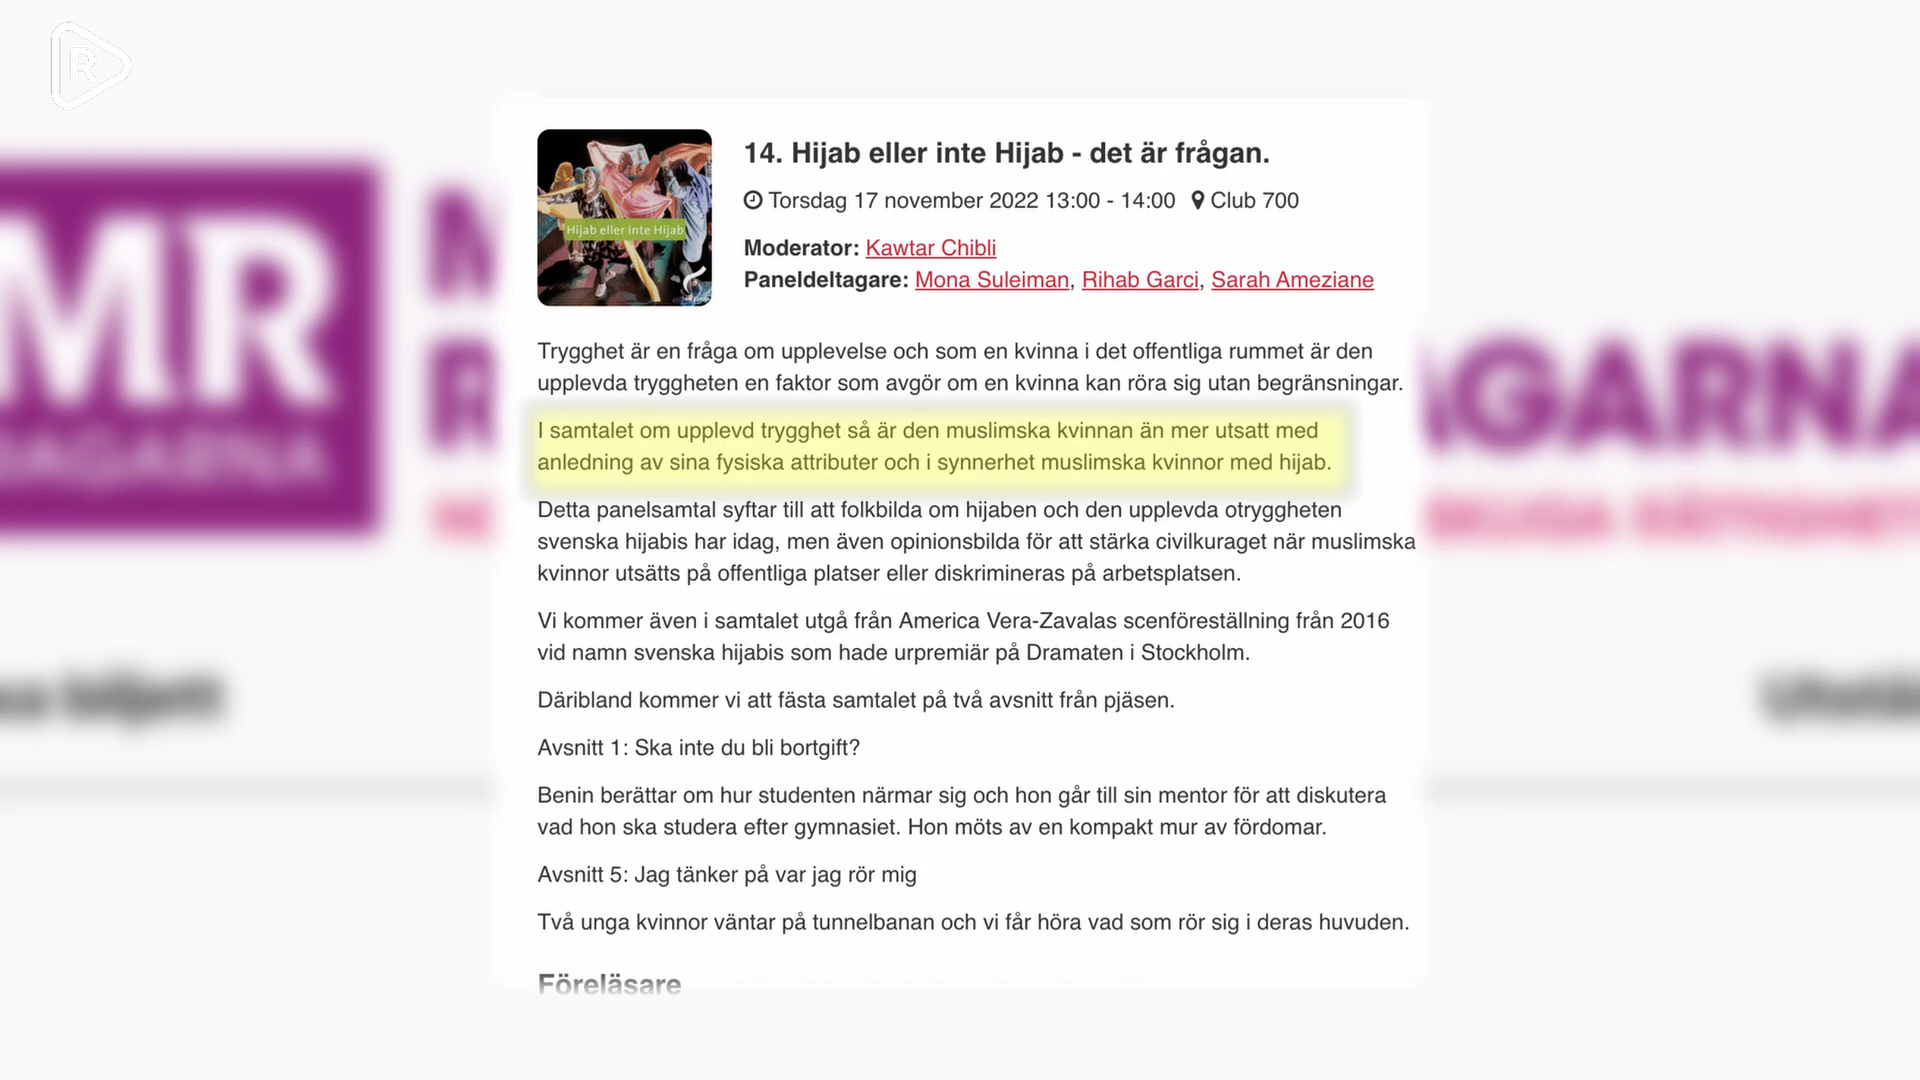 R
14. Hijab eller inte Hijab - det är frågan.
Torsdag 17 november 2022 13:00 - 14:00 Club 700
Hijab eller inte Hijab
Moderator: Kawtar Chibli
Paneldeltagare: Mona Suleiman, Rihab Garci, Sarah Ameziane
Trygghet är en fråga om upplevelse och som en kvinna i det offentliga rummet är den
upplevda tryggheten en faktor som avgör om en kvinna kan röra sig utan begränsningar.
I samtalet om upplevd trygghet så är den muslimska kvinnan än mer utsatt med
anledning av sina fysiska attributer och i synnerhet muslimska kvinnor med hijab.
Detta panelsamtal syftar till att folkbilda om hijaben och den upplevda otryggheten
svenska hijabis har idag, men även opinionsbilda för att stärka civilkuraget när muslimska
kvinnor utsätts på offentliga platser eller diskrimineras på arbetsplatsen.
Vi kommer även i samtalet utgå från America Vera-Zavalas scenföreställning från 2016
vid namn svenska hijabis som hade urpremiär på Dramaten i Stockholm.
Däribland kommer vi att fästa samtalet på två avsnitt från pjäsen.
Avsnitt 1: Ska inte du bli bortgift?
Benin berättar om hur studenten närmar sig och hon går till sin mentor för att diskutera
vad hon ska studera efter gymnasiet. Hon möts av en kompakt mur av fördomar.
Avsnitt 5: Jag tänker på var jag rör mig
Två unga kvinnor väntar på tunnelbanan och vi får höra vad som rör sig i deras huvuden.
Föreläsare
MR
DAGARNA
AGARNA
biljett